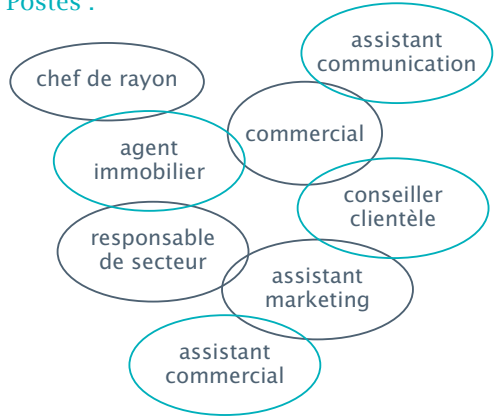 Postes :
assistant
communication
chef de rayon
commercial
agent
immobilier
conseiller
clientèle
responsable
de secteur
assistant
marketing
assistant
commercial